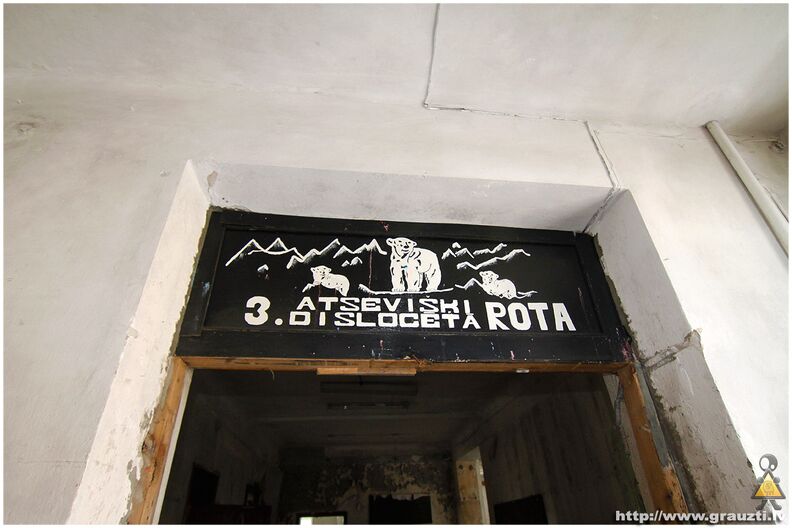 3. ATSEVIŠĶI
DISLOCĒTĀ ROTA
http://www.grauzti.lv